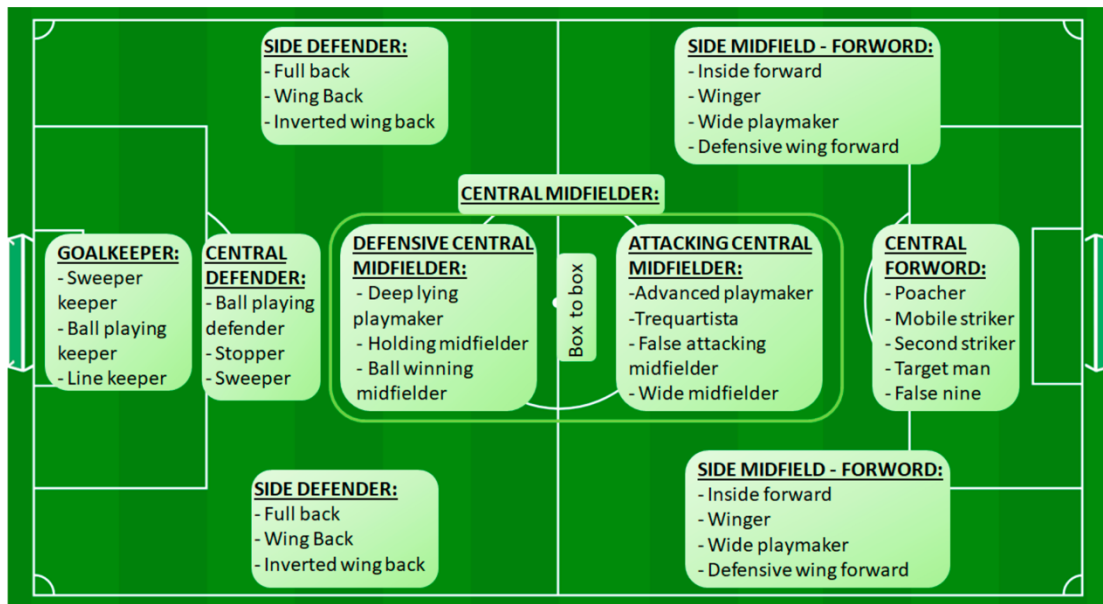 SIDE DEFENDER:
- Full back
- Wing Back
- Inverted wing back
SIDE MIDFIELD - FORWORD:
- Inside forward
- Winger
- Wide playmaker
- Defensive wing forward
CENTRAL MIDFIELDER:
GOALKEEPER:
- Sweeper
keeper
- Ball playing
keeper
- Line keeper
CENTRAL
DEFENDER:
- Ball playing
defender
- Stopper
- Sweeper
DEFENSIVE CENTRAL
MIDFIELDER:
- Deep lying
playmaker
- Holding midfielder
- Ball winning
midfielder
Box to box
ATTACKING CENTRAL
MIDFIELDER:
-Advanced playmaker
-Trequartista
- False attacking
midfielder
- Wide midfielder
CENTRAL
FORWORD:
- Poacher
- Mobile striker
- Second striker
- Target man
- False nine
SIDE DEFENDER:
- Full back
- Wing Back
- Inverted wing back
SIDE MIDFIELD - FORWORD:
- Inside forward
- Winger
- Wide playmaker
- Defensive wing forward